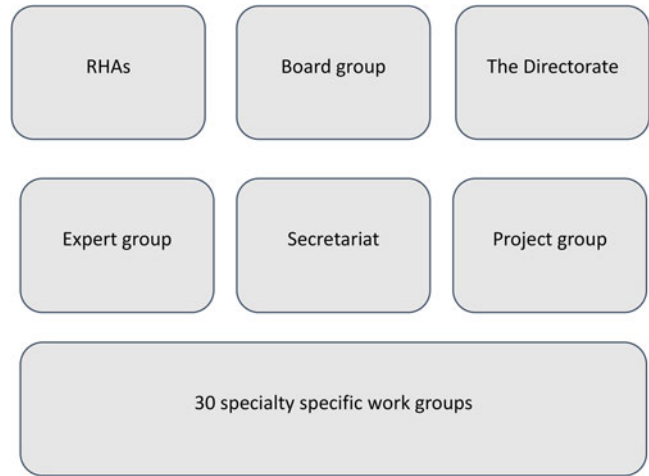 RHAs
Board group
The Directorate
Expert group
Secretariat
Project group
30 specialty specific work groups